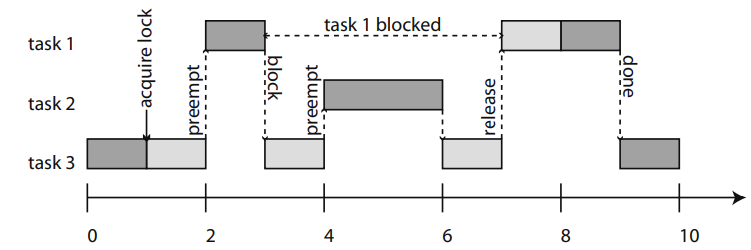 task 1
task 2
task 3
acquire lock
preempt
task 1 blocked
block
preempt
release
done
0 2 4 6 8 10